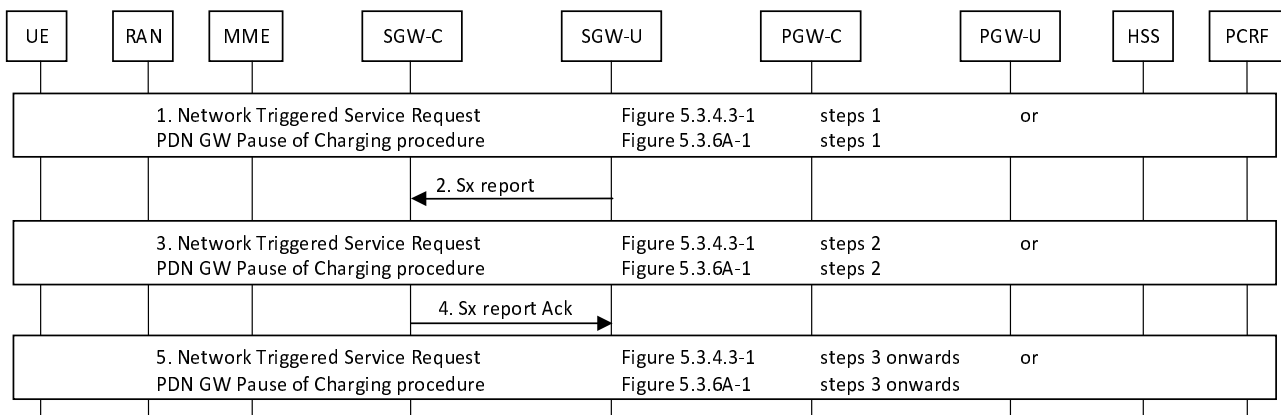 UE RAN MME SGW-C SGW-U PGW-C PGW-U HSS PCRF
1. Network Triggered Service Request Figure 5.3.4.3-1 steps 1 or
PDN GW Pause of Charging procedure Figure 5.3.6A-1 steps 1
2. Sx report
3. Network Triggered Service Request Figure 5.3.4.3-1 steps 2 or
PDN GW Pause of Charging procedure Figure 5.3.6A-1 steps 2
4. Sx report Ack
5. Network Triggered Service Request Figure 5.3.4.3-1 steps 3 onwards or
PDN GW Pause of Charging procedure Figure 5.3.6A-1 steps 3 onwards